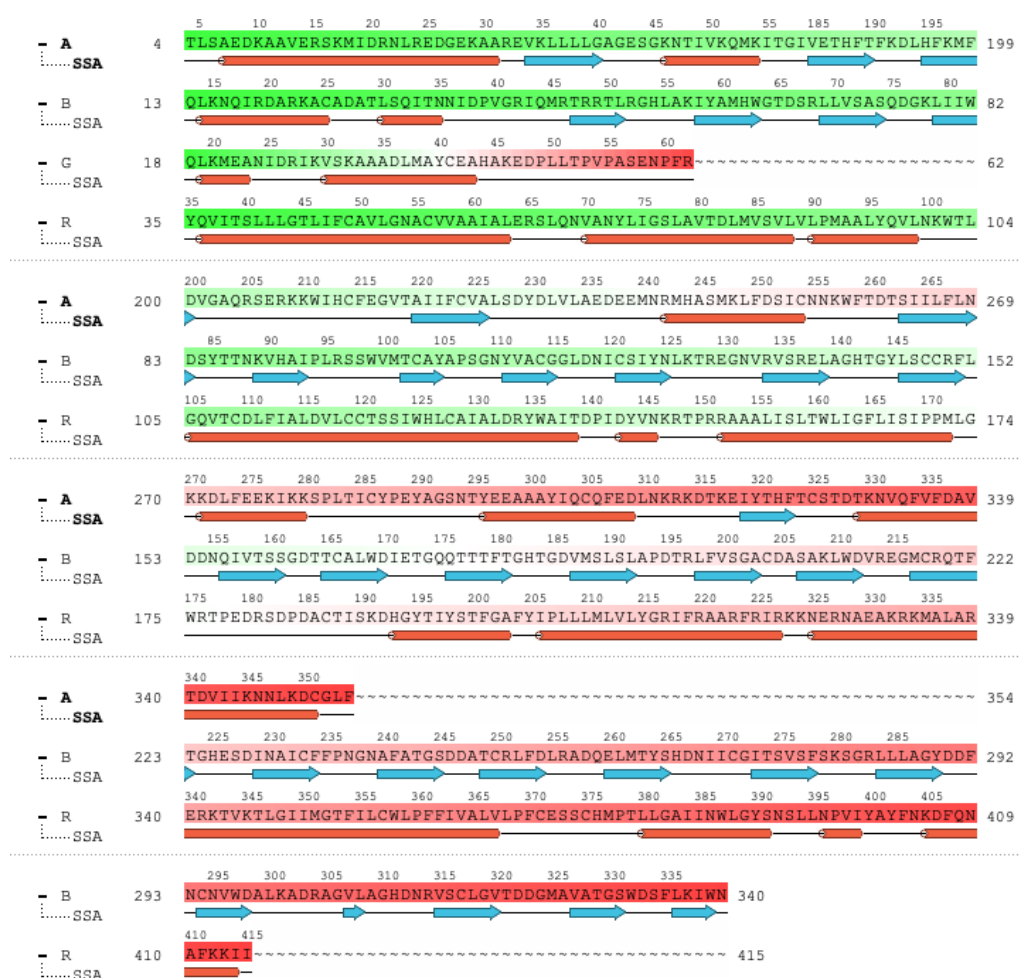 5 10 15 20 25 30 35 40 45 50 55 185 190 195
A 4 TLSAEDKAAVERSKMIDRNLREDGEKAAREVKLLLLGAGESGKNTIVKQMKITGIVETHFTFKDLHFKMF 199
SSA
15 20 25 30 35 40 45 50 55 60 65 70 75 80
B 13 QLKNQIRDARKACADATLSQITNNIDPVGRIQMRTRRTLRGHLAKIYAMHWGTDSRLLVSASQDGKLIIW 82
SSA
20 25 30 35 40 45 50 55 60
G 18 QLKMEANIDRIKVSKAAADLMAYCEAHAKEDPLLTPVPASENPFR~~~~~~~~~~~~~~~~~~~~~~~~~ 62
SSA
35 40 45 50 55 60 65 70 75 80 85 90 95 100
R 35 YQVITSLLLGTLIFCAVLGNACVVAAIALERSLQNVANYLIGSLAVTDLMVSVLVLPMAALYQVLNKWTL 104
SSA
200 205 210 215 220 225 230 235 240 245 250 255 260 265
A 200 DVGAQRSERKKWIHCFEGVTAIIFCVALSDYDLVLAEDEEMNRMHASMKLFDSICNNKWFTDTSIILFLN 269
SSA
85 90 95 100 105 110 115 120 125 130 135 140 145
B 83 DSYTTNKVHAIPLRSSWVMTCAYAPSGNYVACGGLDNICSIYNLKTREGNVRVSRELAGHTGYLSCCRFL 152
SSA
105 110 115 120 125 130 135 140 145 150 155 160 165 170
R 105 GQVTCDLFIALDVLCCTSSIWHLCAIALDRYWAITDPIDYVNKRTPRRAAALISLTWLIGFLISIPPMLG 174
SSA
270 275 280 285 290 295 300 305 310 315 320 325 330 335
A 270 KKDLFEEKIKKSPLTICYPEYAGSNTYEEAAAYIQCQFEDLNKRKDTKEIYTHFTCSTDTKNVQFVFDAV 339
SSA
155 160 165 170 175 180 185 190 195 200 205 210 215
B 153 DDNQIVTSSGDTTCALWDIETGQQTTTFTGHTGDVMSLSLAPDTRLFVSGACDASAKLWDVREGMCRQTF 222
SSA
175 180 185 190 195 200 205 210 215 220 225 325 330 335
R 175 WRTPEDRSDPDACTISKDHGYTIYSTFGAFYIPLLLMLVLYGRIFRAARFRIRKKNERNAEAKRKMALAR 339
SSA
340 345 350
A 340 TDVIIKNNLKDCGLF~~~~~~~~~~~~~~~~~~~~~~~~~~~~~~~~~~~~~~~~~~~~~~~~~~~~~~~ 354
SSA
225 230 235 240 245 250 255 260 265 270 275 280 285
B 223 TGHESDINAICFFPNGNAFATGSDDATCRLFDLRADQELMTYSHDNIICGITSVSFSKSGRLLLAGYDDF 292
SSA
340 345 350 355 360 365 370 375 380 385 390 395 400 405
R 340 ERKTVKTLGIIMGTFILCWLPFFIVALVLPFCESSCHMPTLLGAIINWLGYSNSLLNPVIYAYFNKDFQN 409
SSA
295 300 305 310 315 320 325 330 335
B 293 NCNVWDALKADRAGVLAGHDNRVSCLGVTDDGMAVATGSWDSFLKIWN 340
SSA
410 415
R 410 AFKKII~~~~~~~~~~~~~~~~~~~~~~~~~~~~~~~~~~~~~~~~~~ 415
SSA